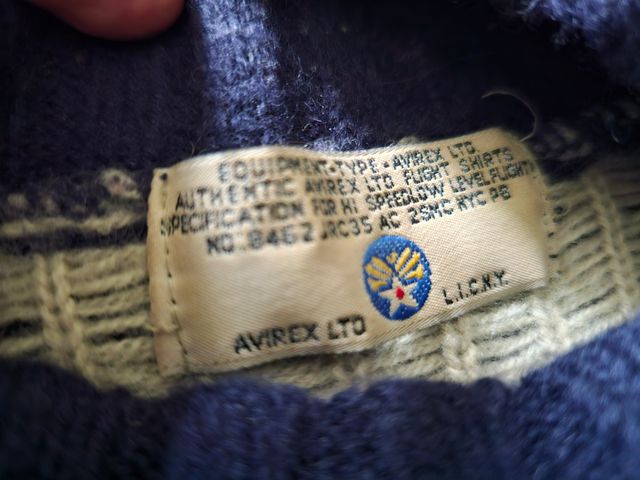 EQUIPMENT-TYPE-AVIREX LTD.
AUTHENTIC AVIREX LTD FLIGHT SHIRTS
SPECIFICATION FOR HI SPEEDLOW LEVELFLIGHTS
NO 8462 JRC35 AC 2SMC NYC PB
AVIREX LTD
L.I.C.N.Y.